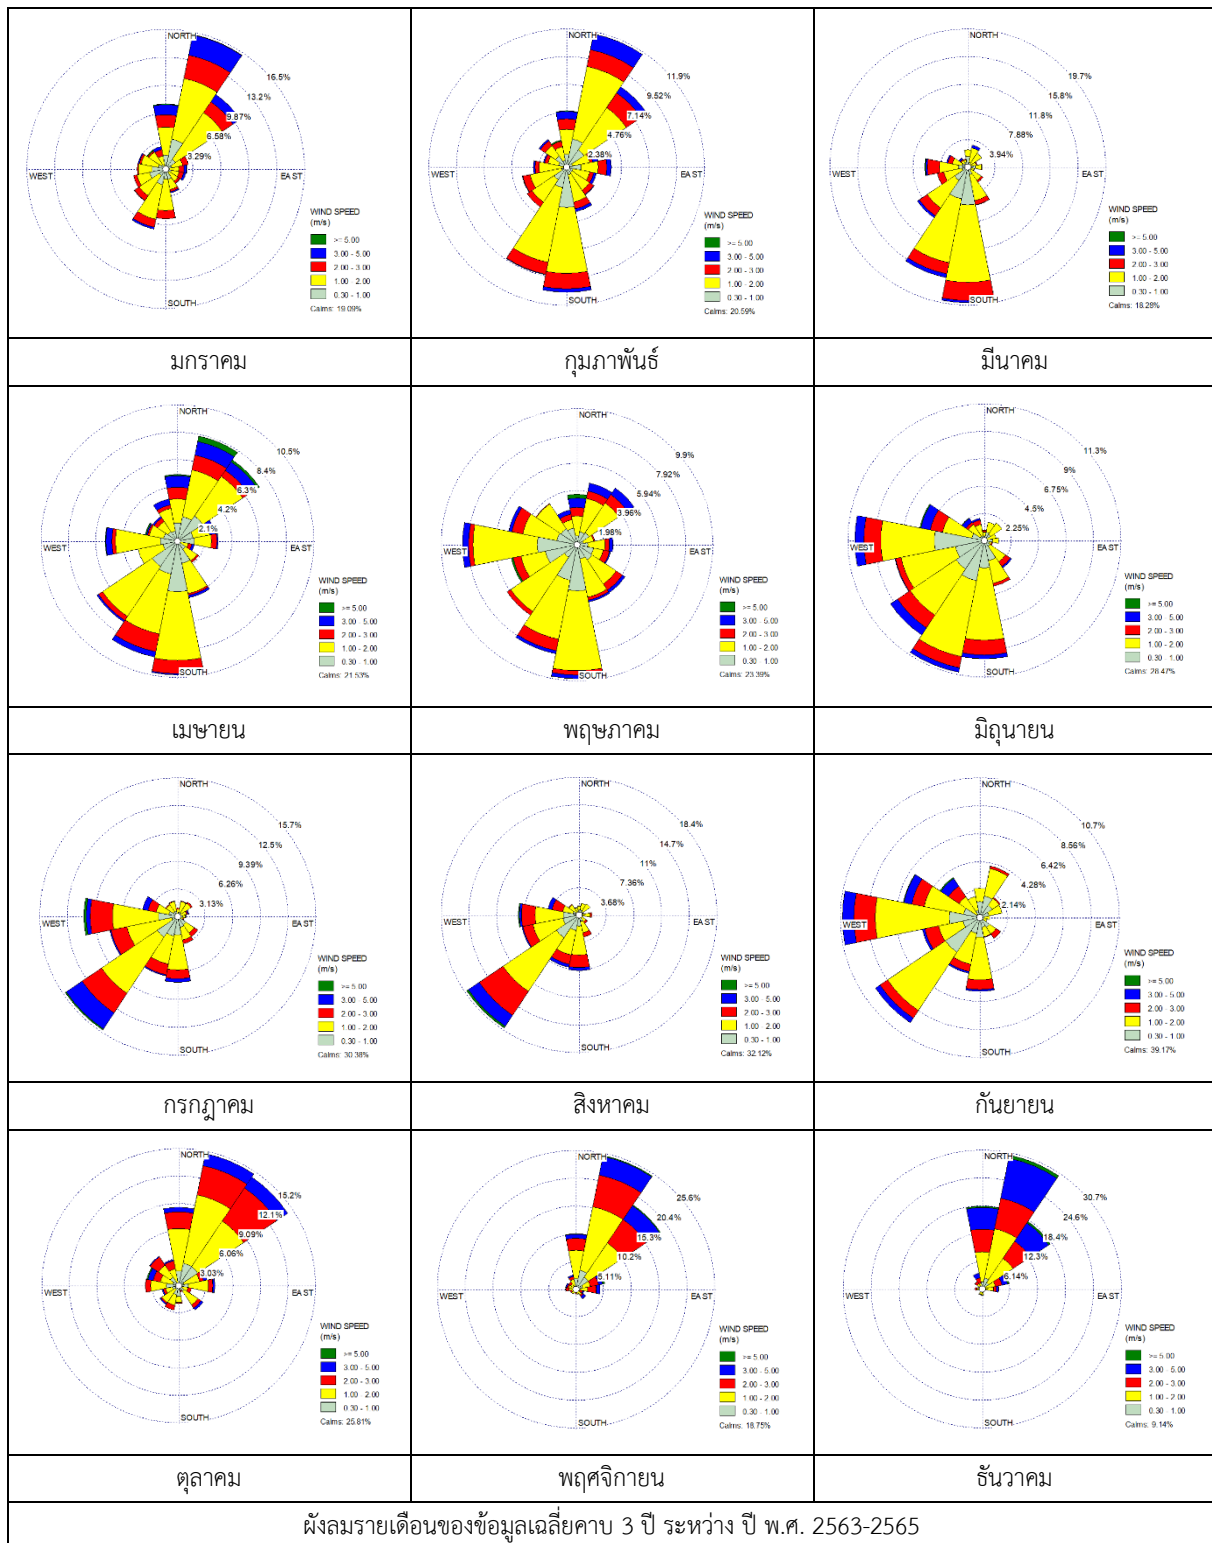 NORTH
16.5%
13.2%
9.87%
6.58%
3.29%
WEST
EAST
SOUTH
WIND SPEED
(m/s)
>= 5.00
3.00 - 5.00
2.00 - 3.00
1.00 - 2.00
0.30 - 1.00
Calms: 19.09%
NORTH
11.9%
9.52%
7.14%
4.76%
2.38%
WEST
EAST
SOUTH
WIND SPEED
(m/s)
>= 5.00
3.00 - 5.00
2.00 - 3.00
1.00 - 2.00
0.30 - 1.00
Calms: 20.59%
NORTH
19.7%
15.8%
11.8%
7.88%
3.94%
WEST
EAST
SOUTH
WIND SPEED
(m/s)
>= 5.00
3.00 - 5.00
2.00 - 3.00
1.00 - 2.00
0.30 - 1.00
Calms: 18.28%
มกราคม
กุมภาพันธ์
มีนาคม
NORTH
10.5%
8.4%
6.3%
4.2%
2.1%
WEST
EAST
SOUTH
WIND SPEED
(m/s)
>= 5.00
3.00 - 5.00
2.00 - 3.00
1.00 - 2.00
0.30 - 1.00
Calms: 21.53%
NORTH
9.9%
7.92%
5.94%
3.96%
1.98%
WEST
EAST
SOUTH
WIND SPEED
(m/s)
>= 5.00
3.00 - 5.00
2.00 - 3.00
1.00 - 2.00
0.30 - 1.00
Calms: 23.39%
NORTH
11.3%
9%
6.75%
4.5%
2.25%
WEST
EAST
SOUTH
WIND SPEED
(m/s)
>= 5.00
3.00 - 5.00
2.00 - 3.00
1.00 - 2.00
0.30 - 1.00
Calms: 28.47%
เมษายน
พฤษภาคม
มิถุนายน
NORTH
15.7%
12.5%
9.39%
6.26%
3.13%
WEST
EAST
SOUTH
WIND SPEED
(m/s)
>= 5.00
3.00 - 5.00
2.00 - 3.00
1.00 - 2.00
0.30 - 1.00
Calms: 30.38%
NORTH
18.4%
14.7%
11%
7.36%
3.68%
WEST
EAST
SOUTH
WIND SPEED
(m/s)
>= 5.00
3.00 - 5.00
2.00 - 3.00
1.00 - 2.00
0.30 - 1.00
Calms: 32.12%
NORTH
10.7%
8.56%
6.42%
4.28%
2.14%
WEST
EAST
SOUTH
WIND SPEED
(m/s)
>= 5.00
3.00 - 5.00
2.00 - 3.00
1.00 - 2.00
0.30 - 1.00
Calms: 39.17%
กรกฎาคม
สิงหาคม
กันยายน
NORTH
15.2%
12.1%
9.09%
6.06%
3.03%
WEST
EAST
SOUTH
WIND SPEED
(m/s)
>= 5.00
3.00 - 5.00
2.00 - 3.00
1.00 - 2.00
0.30 - 1.00
Calms: 25.81%
NORTH
25.6%
20.4%
15.3%
10.2%
5.11%
WEST
EAST
SOUTH
WIND SPEED
(m/s)
>= 5.00
3.00 - 5.00
2.00 - 3.00
1.00 - 2.00
0.30 - 1.00
Calms: 18.75%
NORTH
30.7%
24.6%
18.4%
12.3%
6.14%
WEST
EAST
SOUTH
WIND SPEED
(m/s)
>= 5.00
3.00 - 5.00
2.00 - 3.00
1.00 - 2.00
0.30 - 1.00
Calms: 9.14%
ตุลาคม
พฤศจิกายน
ธันวาคม
ผังลมรายเดือนของข้อมูลเฉลี่ยคาบ 3 ปี ระหว่าง ปี พ.ศ. 2563-2565